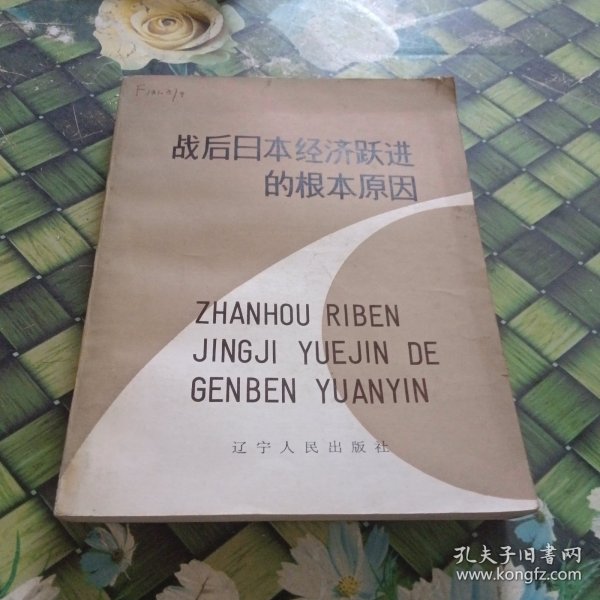 战后日本经济跃进
的根本原因
ZHANHOU RIBEN
JINGJI YUEJIN DE
GENBEN YUANYIN
辽宁人民出版社
孔夫子旧书网
www.kongfz.com